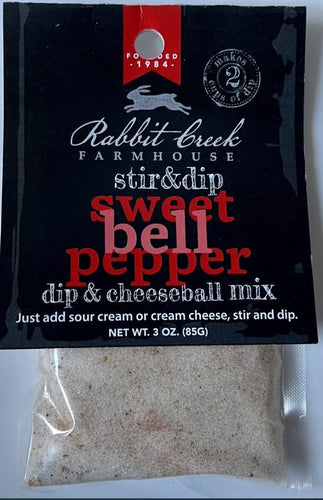 FOUNDED
- 1984 -
makes
2
cups of dip
Rabbit Creek
FARMHOUSE
stir&dip
sweet
bell
pepper
dip & cheeseball mix
Just add sour cream or cream cheese, stir and dip.
NET WT. 3 OZ. (85G)